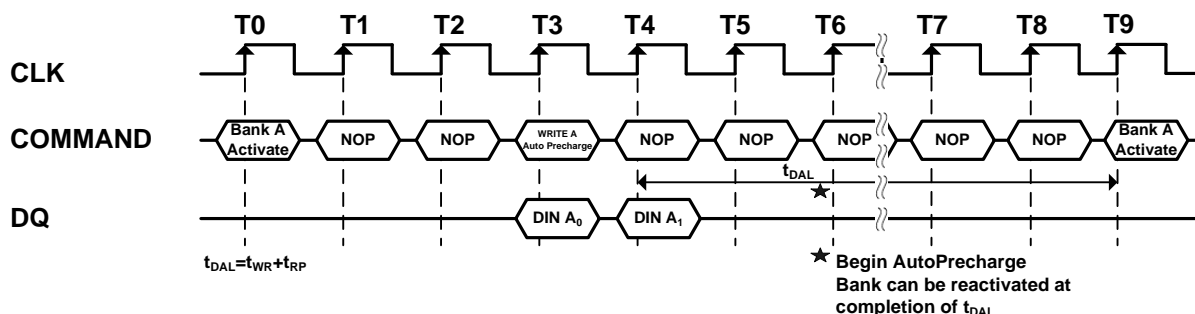 T0 T1 T2 T3 T4 T5 T6 T7 T8 T9
CLK
COMMAND
Bank A
Activate
NOP
NOP
WRITE A
Auto Precharge
NOP
NOP
NOP
NOP
NOP
Bank A
Activate
tDAL
DQ
DIN A0
DIN A1
tDAL=tWR+tRP
Begin AutoPrecharge
Bank can be reactivated at
completion of tDAL